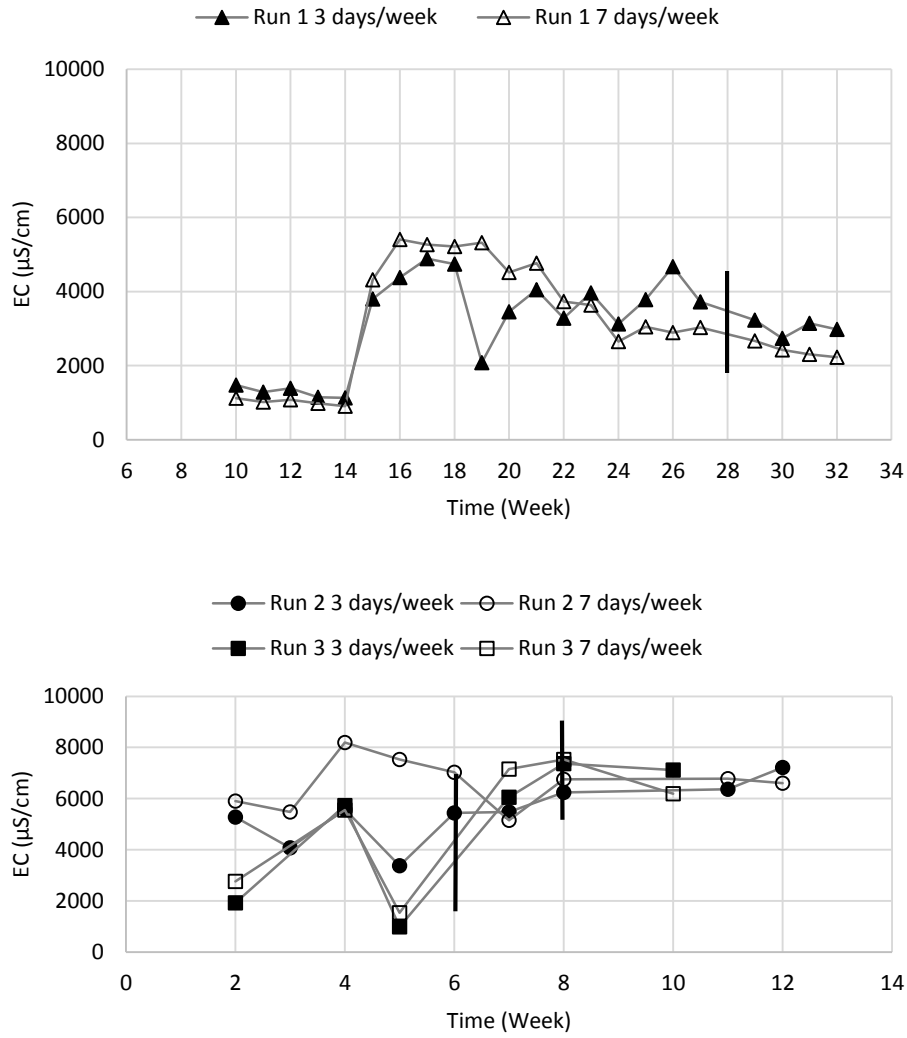 Run 1 3 days/week Run 1 7 days/week
10000
8000
6000
4000
2000
0
EC (µS/cm)
6 8 10 12 14 16 18 20 22 24 26 28 30 32 34
Time (Week)
Run 2 3 days/week Run 2 7 days/week
Run 3 3 days/week Run 3 7 days/week
10000
8000
6000
4000
2000
0
EC (µS/cm)
0 2 4 6 8 10 12 14
Time (Week)